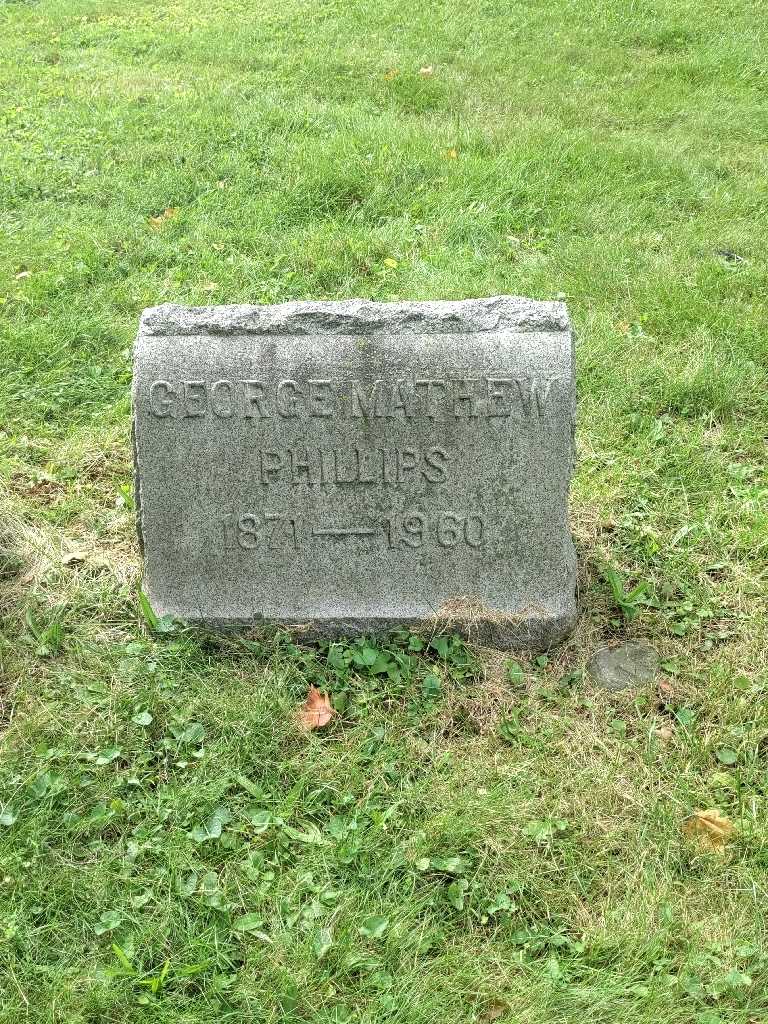 GEORGE MATHEW
PHILLIPS
1871 — 1960